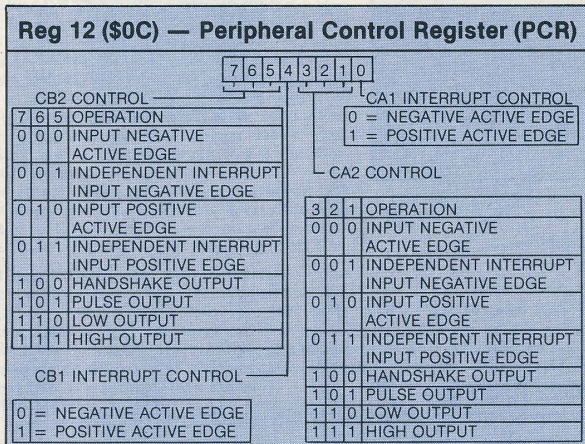 Reg 12 ($0C) — Peripheral Control Register (PCR)
7 6 5 4 3 2 1 0
CB2 CONTROL
7 6 5 OPERATION
0 0 0 INPUT NEGATIVE
ACTIVE EDGE
0 0 1 INDEPENDENT INTERRUPT
INPUT NEGATIVE EDGE
0 1 0 INPUT POSITIVE
ACTIVE EDGE
0 1 1 INDEPENDENT INTERRUPT
INPUT POSITIVE EDGE
1 0 0 HANDSHAKE OUTPUT
1 0 1 PULSE OUTPUT
1 1 0 LOW OUTPUT
1 1 1 HIGH OUTPUT
CB1 INTERRUPT CONTROL
0 = NEGATIVE ACTIVE EDGE
1 = POSITIVE ACTIVE EDGE
CA1 INTERRUPT CONTROL
0 = NEGATIVE ACTIVE EDGE
1 = POSITIVE ACTIVE EDGE
CA2 CONTROL
3 2 1 OPERATION
0 0 0 INPUT NEGATIVE
ACTIVE EDGE
0 0 1 INDEPENDENT INTERRUPT
INPUT NEGATIVE EDGE
0 1 0 INPUT POSITIVE
ACTIVE EDGE
0 1 1 INDEPENDENT INTERRUPT
INPUT POSITIVE EDGE
1 0 0 HANDSHAKE OUTPUT
1 0 1 PULSE OUTPUT
1 1 0 LOW OUTPUT
1 1 1 HIGH OUTPUT